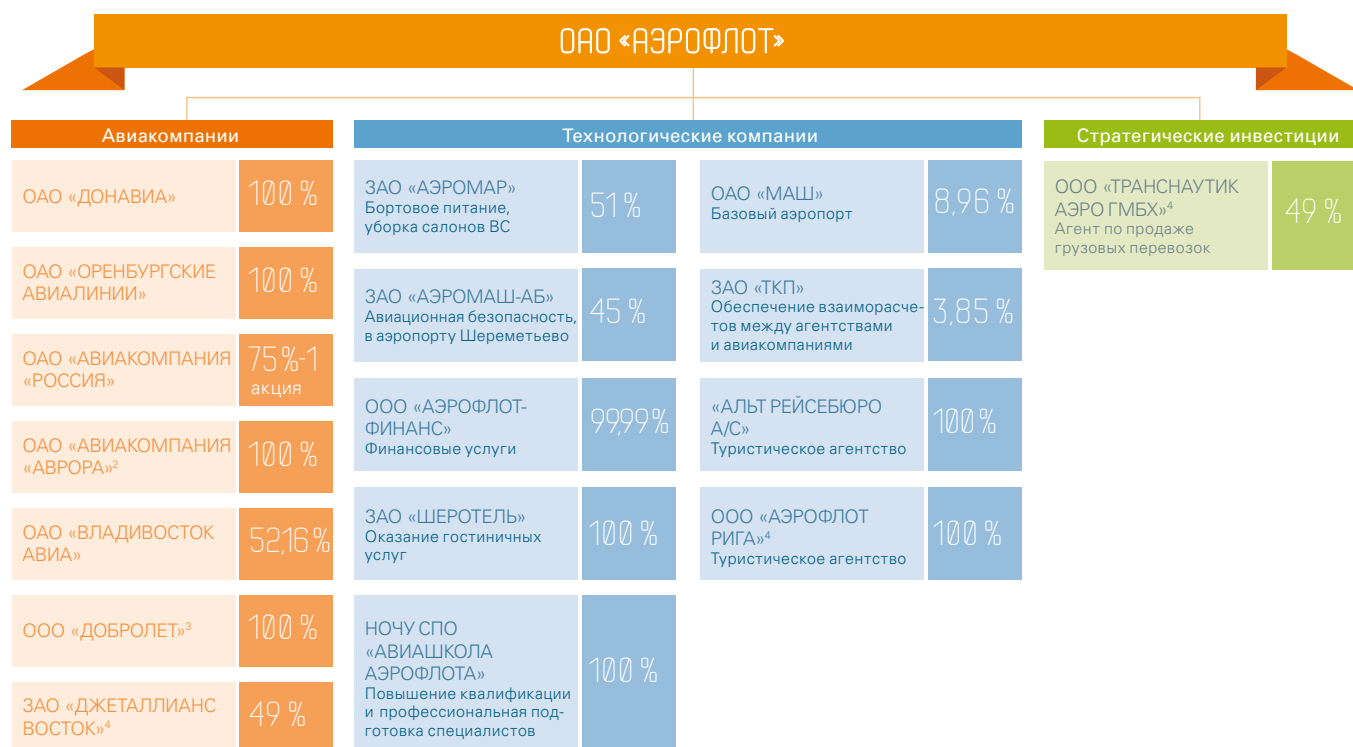 ОАО «АЭРОФЛОТ»
Авиакомпании
ОАО «ДОНАВИА»
100 %
ОАО «ОРЕНБУРГСКИЕ
АВИАЛИНИИ»
100 %
ОАО «АВИАКОМПАНИЯ
«РОССИЯ»
75%-1
акция
ОАО «АВИАКОМПАНИЯ
«АВРОРА»²
100 %
ОАО «ВЛАДИВОСТОК
АВИА»
52,16 %
ООО «ДОБРОЛЕТ»³
100 %
ЗАО «ДЖЕТАЛЛИАНС
ВОСТОК»⁴
49 %
Технологические компании
ЗАО «АЭРОМАР»
Бортовое питание,
уборка салонов ВС
51 %
ЗАО «АЭРОМАШ-АБ»
Авиационная безопасность,
в аэропорту Шереметьево
45 %
ООО «АЭРОФЛОТ-
ФИНАНС»
Финансовые услуги
99,99%
ЗАО «ШЕРОТЕЛЬ»
Оказание гостиничных
услуг
100 %
НОЧУ СПО
«АВИАШКОЛА
АЭРОФЛОТА»
Повышение квалификации
и профессиональная под-
готовка специалистов
100 %
ОАО «МАШ»
Базовый аэропорт
8,96 %
ЗАО «ТКП»
Обеспечение взаиморасче-
тов между агентствами
и авиакомпаниями
3,85 %
«АЛЬТ РЕЙСЕБЮРО
А/С»
Туристическое агентство
100 %
ООО «АЭРОФЛОТ
РИГА»⁴
Туристическое агентство
100 %
Стратегические инвестиции
ООО «ТРАНСНАУТИК
АЭРО ГМБХ»⁴
Агент по продаже
грузовых перевозок
49 %